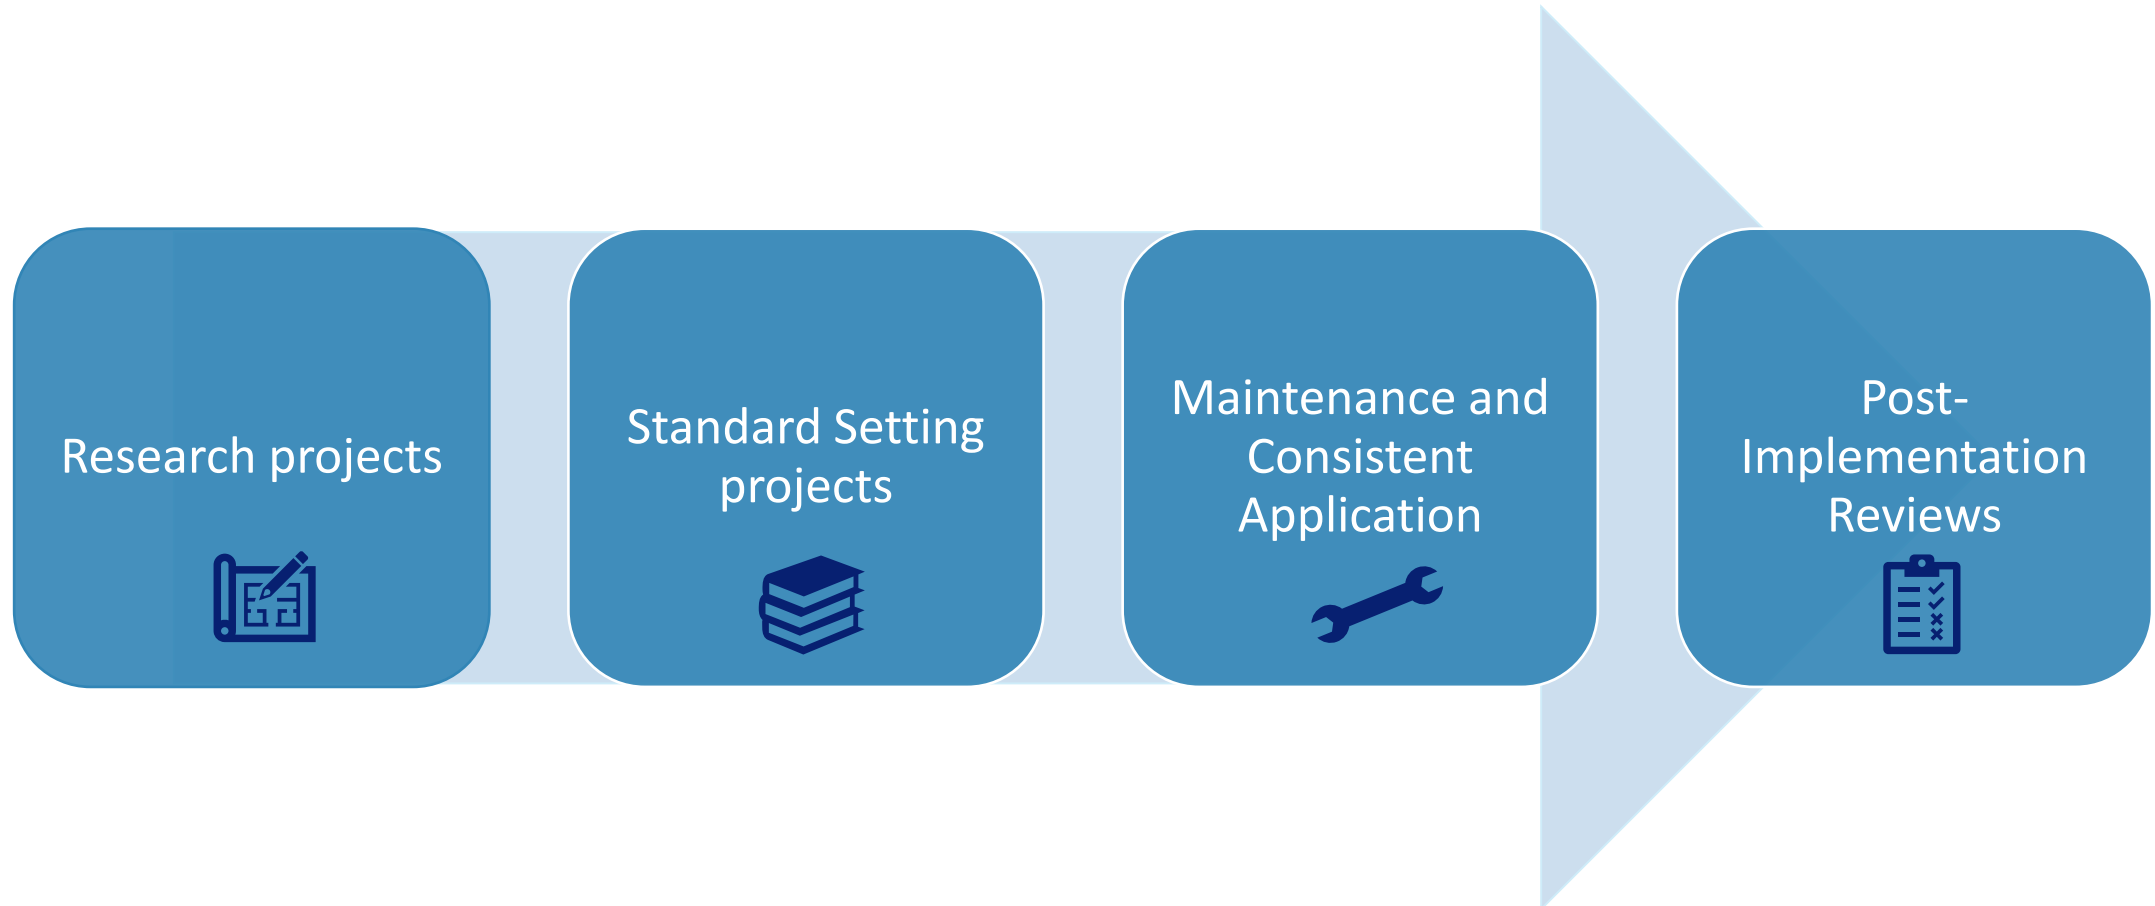 Research projects
Standard Setting
projects
Maintenance and
Consistent
Application
Post-
Implementation
Reviews